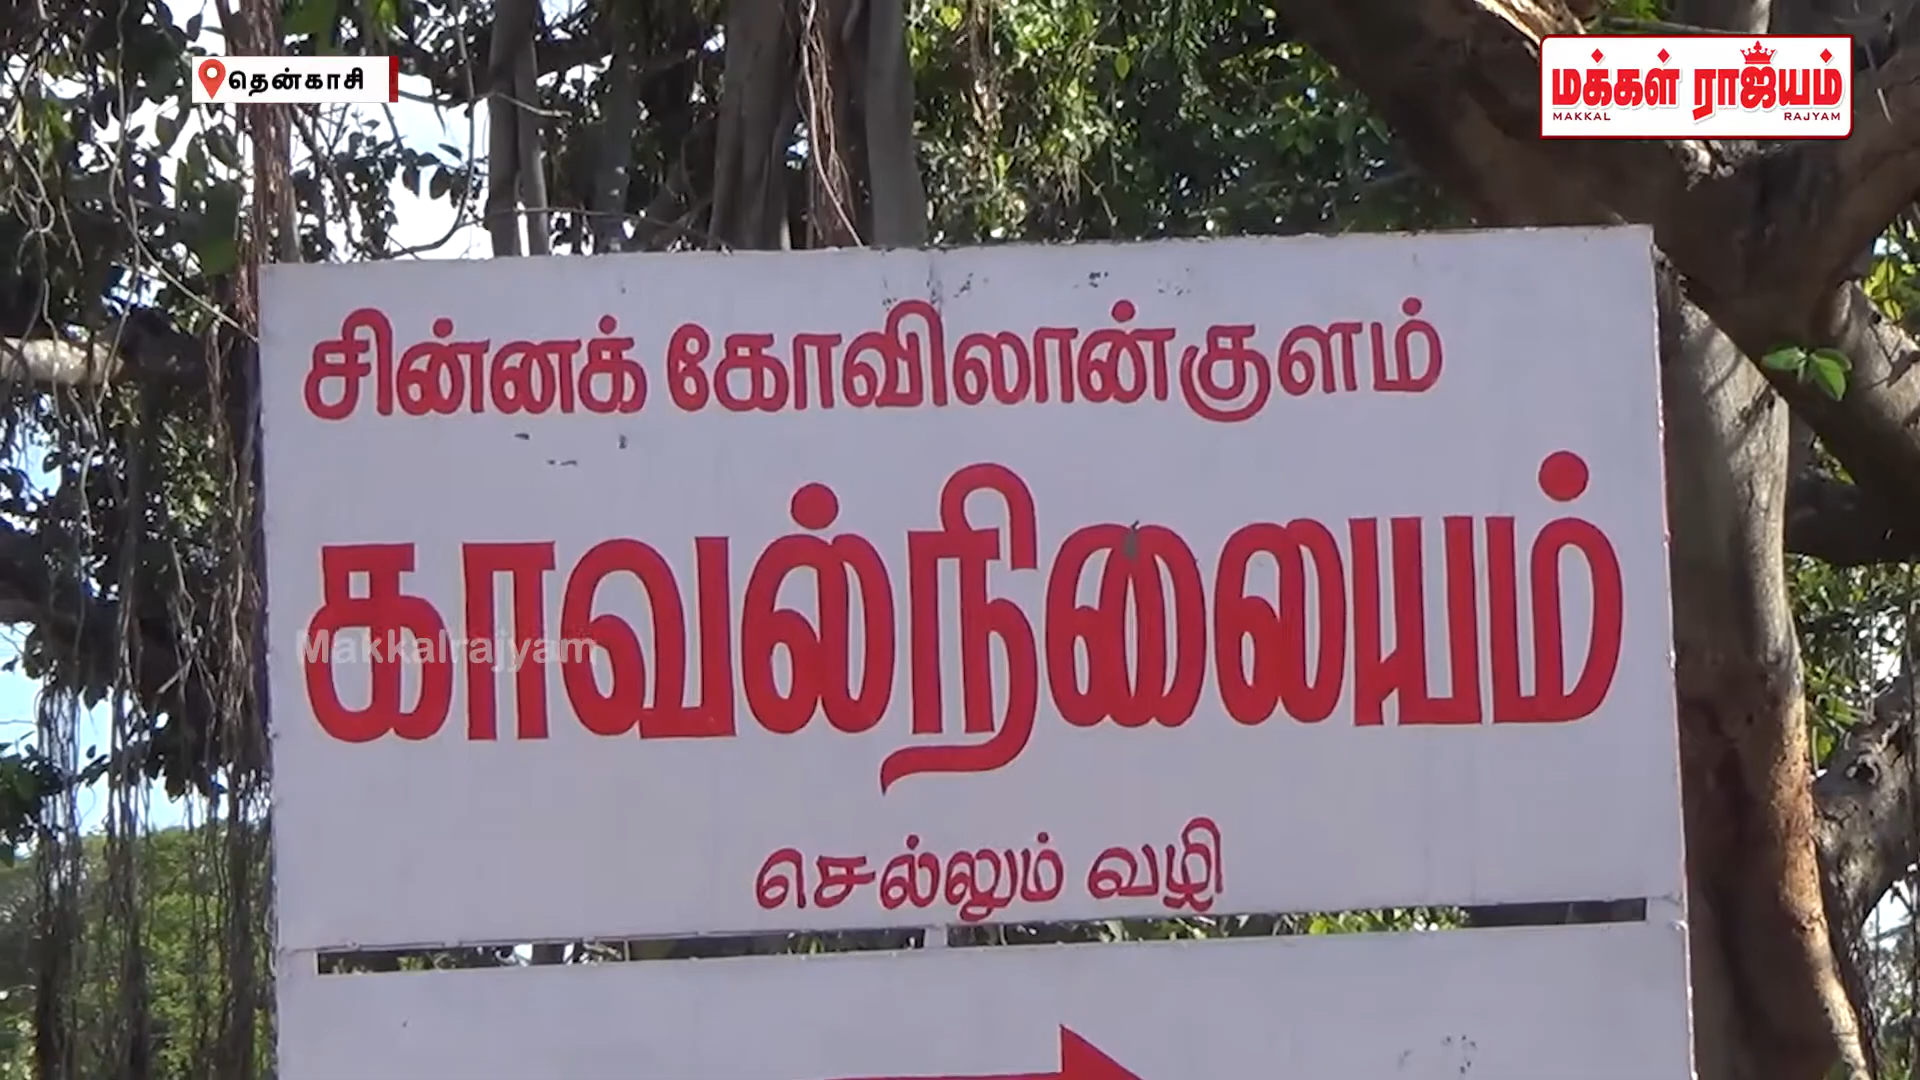 தென்காசி
மக்கள் ராஜ்யம்
MAKKAL RAJYAM
சின்னக் கோவிலான்குளம்
காவல்நிலையம்
Makkalrajyam
செல்லும் வழி